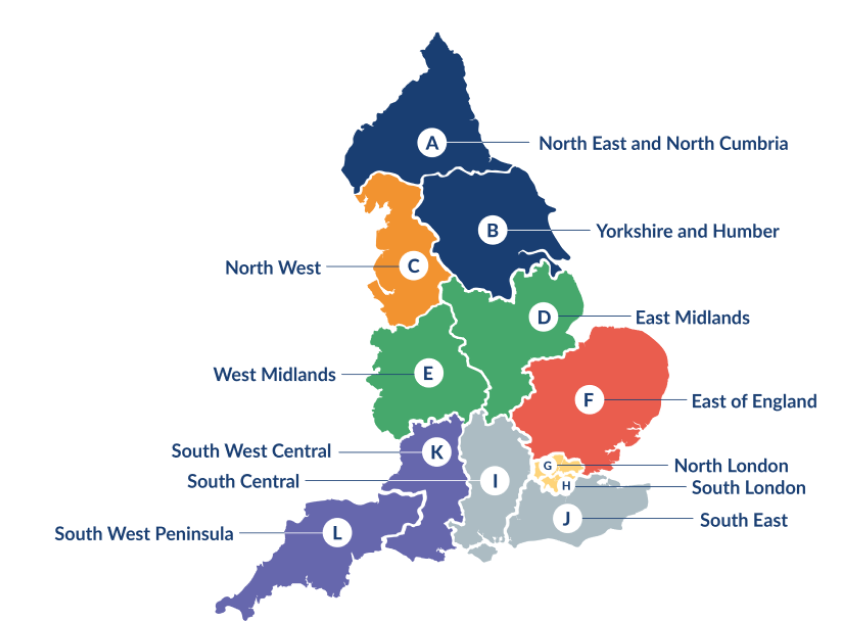 A North East and North Cumbria
B Yorkshire and Humber
North West C
D East Midlands
West Midlands E
F East of England
South West Central K
G North London
South Central I
H South London
J South East
South West Peninsula L